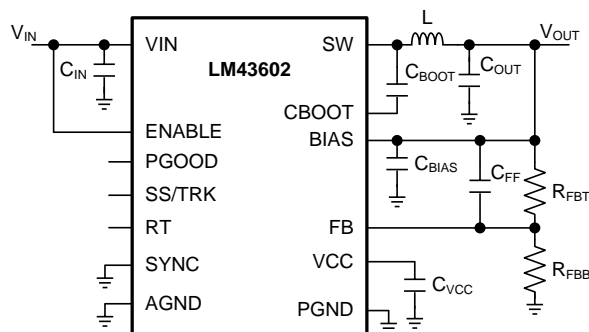 VIN
VIN
SW
L
VOUT
CIN
LM43602
CBOOT
COUT
CBOOT
ENABLE
BIAS
PGOOD
CBIAS
CFF
RFBT
SS/TRK
RT
FB
SYNC
VCC
RFBB
CVCC
AGND
PGND